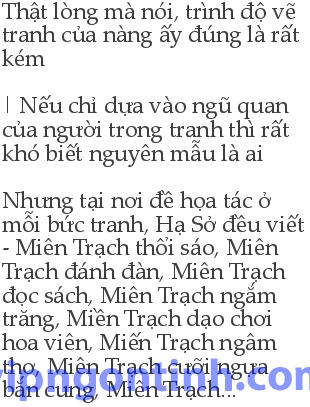 Thật lòng mà nói, trình độ vẽ
tranh của nàng ấy đúng là rất
kém
| Nếu chỉ dựa vào ngũ quan
của người trong tranh thì rất
khó biết nguyên mẫu là ai
Nhưng tại nơi đề họa tác ở
mỗi bức tranh, Hạ Sở đều viết
- Miên Trạch thổi sáo, Miên
Trạch đánh đàn, Miên Trạch
đọc sách, Miên Trạch ngắm
trăng, Miền Trạch dạo chơi
hoa viên, Miến Trạch ngâm
thơ, Miên Trạch cưỡi ngựa
bắn cung, Miên Trạch...
vipngontinh.com